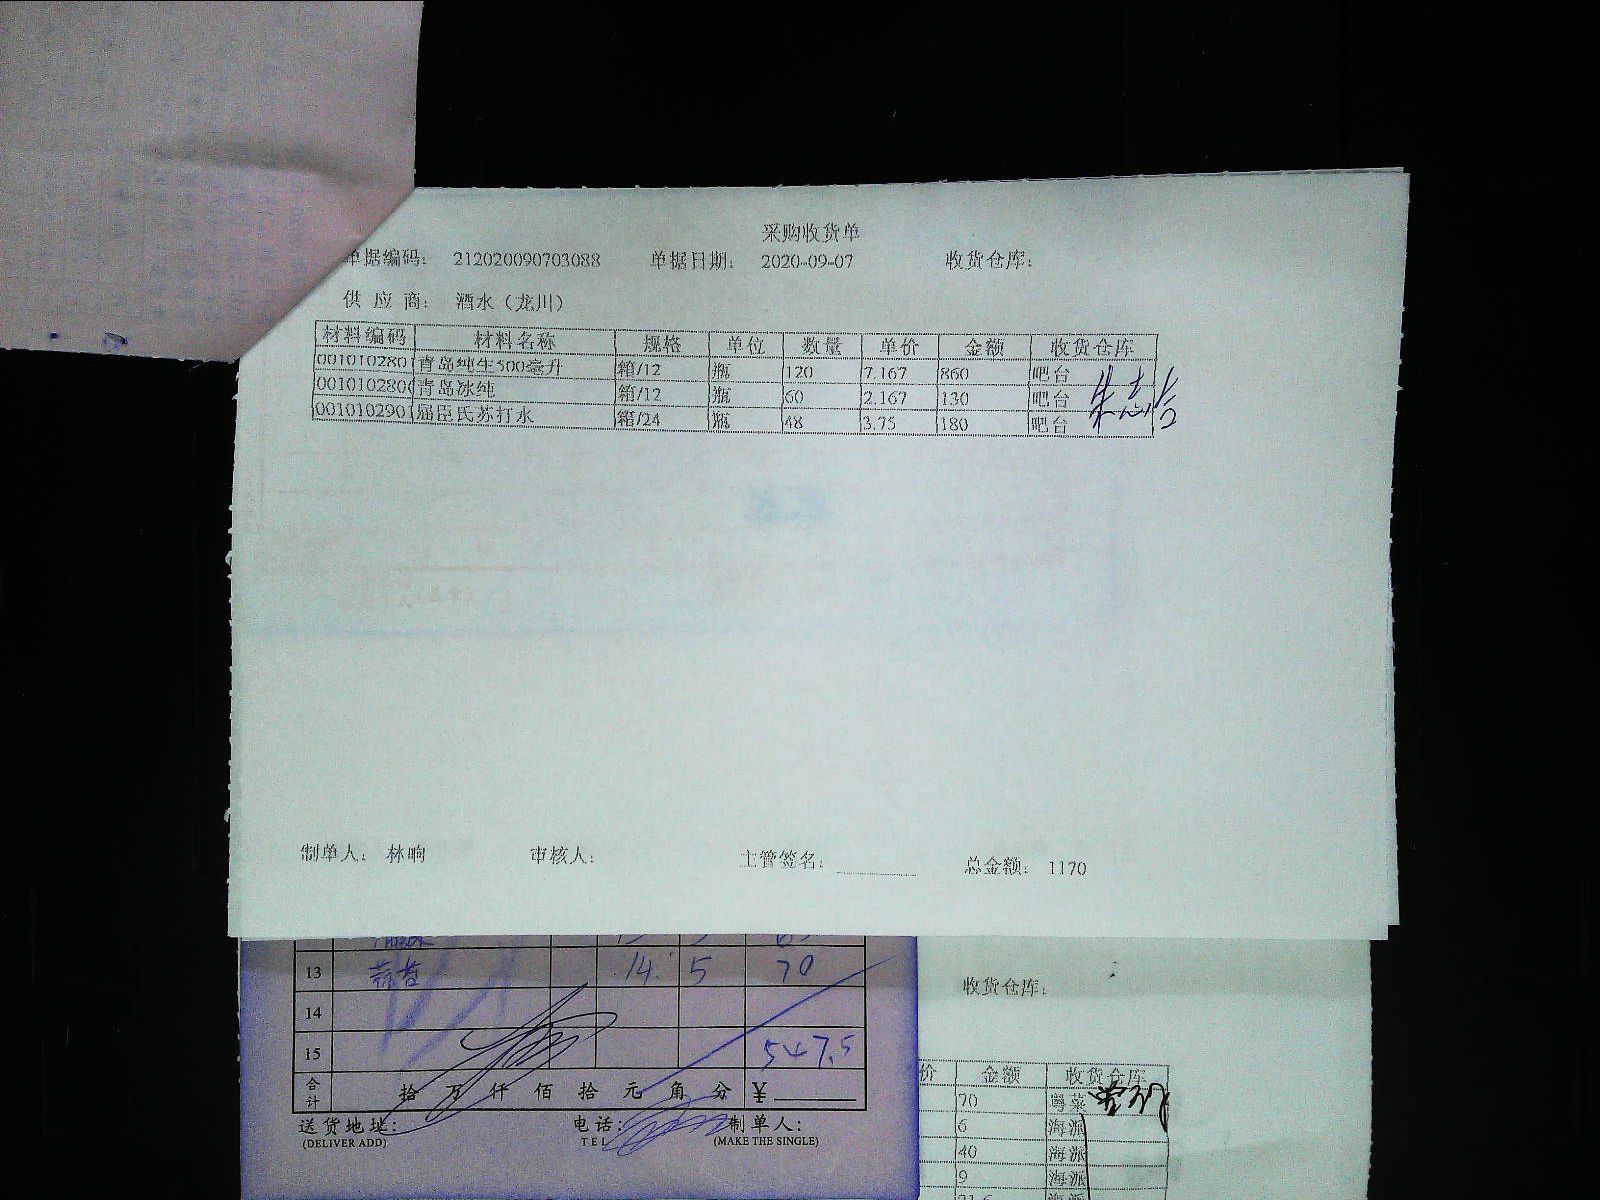 采购收货单
单据编码： 212020090703088 单据日期： 2020-09-07 收货仓库：
供 应 商： 酒水（龙川）
材料编码 材料名称 规格 单位 数量 单价 金额 收货仓库
001010280 青岛纯生500毫升 箱/12 瓶 120 7.167 860 吧台
001010280 青岛冰纯 箱/12 瓶 60 2.167 130 吧台
001010290 屈臣氏苏打水 箱/24 瓶 48 3.75 180 吧台
制单人： 林响 审核人： 主管签名： 总金额： 1170
13 14 5 70
14
15 547.5
合计 拾 万 仟 佰 拾 元 角 分 ¥
送货地址： 电话： 制单人：
(DELIVER ADD) TEL (MAKE THE SINGLE)
收货仓库：
价 金额 收货仓库
70 粤菜
6 海派
40 海派
9 海派